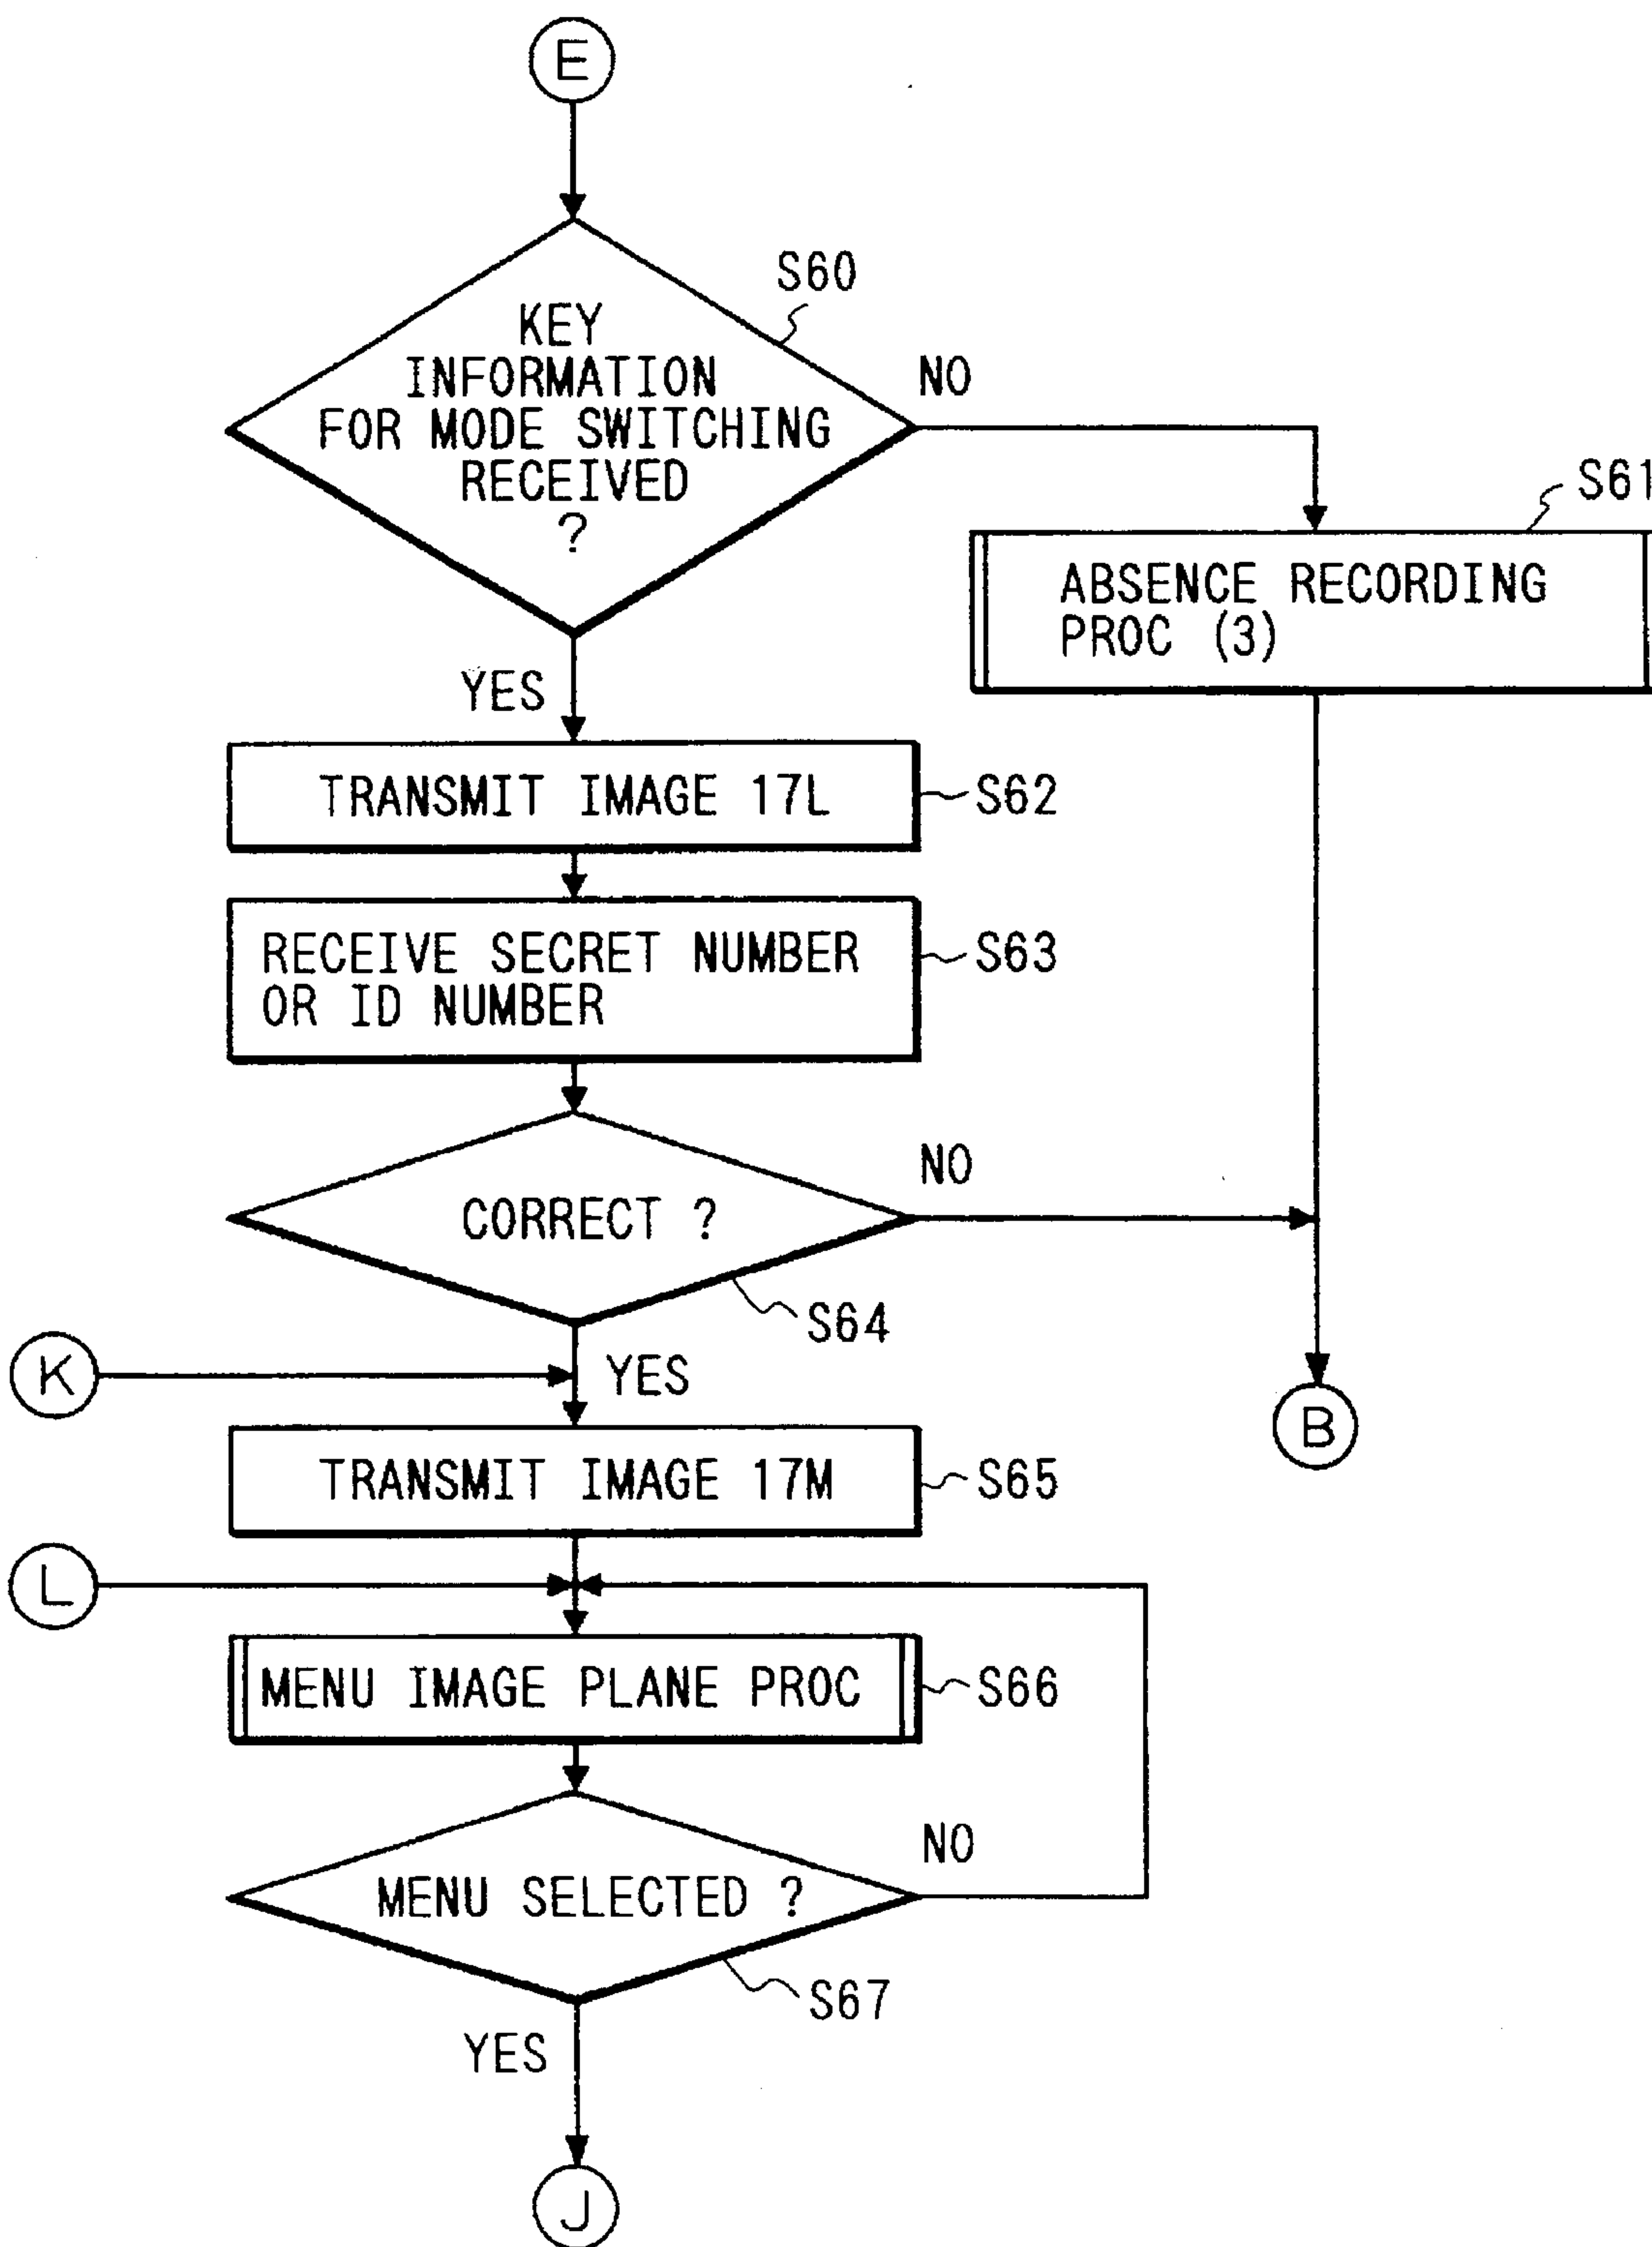 E
S60
KEY
INFORMATION
FOR MODE SWITCHING
RECEIVED
?
NO
S61
ABSENCE RECORDING
PROC (3)
YES
TRANSMIT IMAGE 17L
S62
RECEIVE SECRET NUMBER
OR ID NUMBER
S63
CORRECT ?
NO
S64
K
YES
B
TRANSMIT IMAGE 17M
S65
L
MENU IMAGE PLANE PROC
S66
MENU SELECTED ?
NO
S67
YES
J